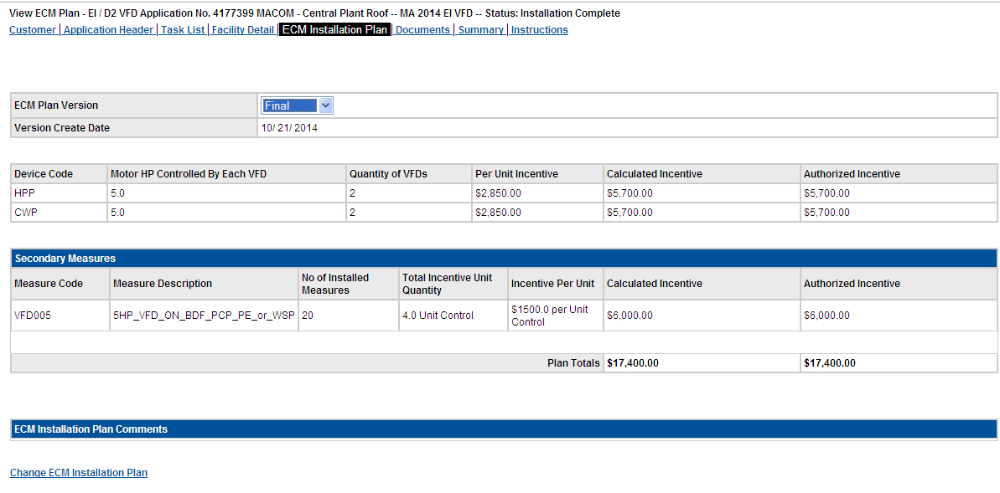 View ECM Plan - EI / D2 VFD Application No. 4177399 MACOM - Central Plant Roof -- MA 2014 EI VFD -- Status: Installation Complete
Customer | Application Header | Task List | Facility Detail | ECM Installation Plan | Documents | Summary | Instructions
ECM Plan Version Final
Version Create Date 10/ 21/ 2014
Device Code Motor HP Controlled By Each VFD Quantity of VFDs Per Unit Incentive Calculated Incentive Authorized Incentive
HPP 5.0 2 $2,850.00 $5,700.00 $5,700.00
CWP 5.0 2 $2,850.00 $5,700.00 $5,700.00
Secondary Measures
Measure Code Measure Description No of Installed Measures Total Incentive Unit Quantity Incentive Per Unit Calculated Incentive Authorized Incentive
VFD005 5HP_VFD_ON_BDF_PCP_PE_or_WSP 20 4.0 Unit Control $1500.0 per Unit Control $6,000.00 $6,000.00
Plan Totals $17,400.00 $17,400.00
ECM Installation Plan Comments
Change ECM Installation Plan